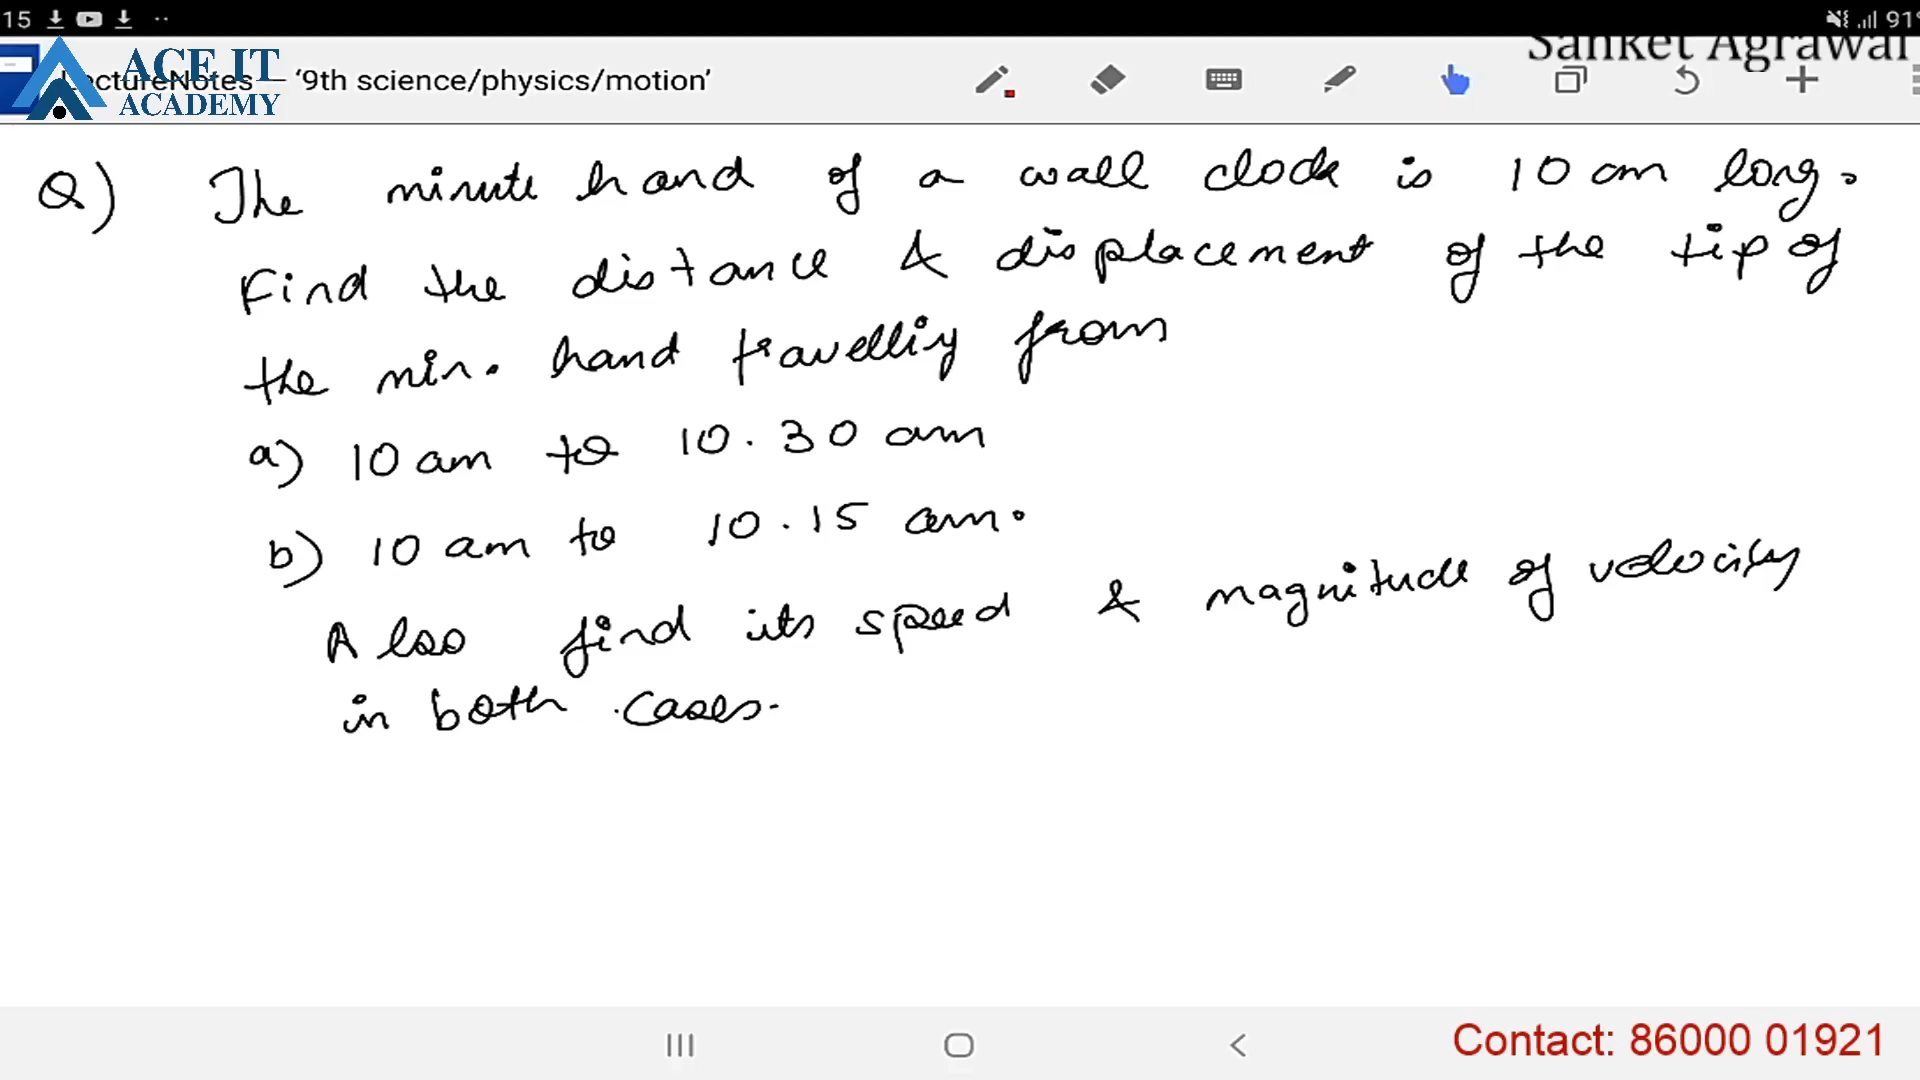 15
91%
ACE IT
ACADEMY
LectureNotes – ‘9th science/physics/motion’
Sanket Agrawal
Q) The minute hand of a wall clock is 10 cm long.
Find the distance & displacement of the tip of
the min. hand travelling from
a) 10 am to 10.30 am
b) 10 am to 10.15 am.
Also find its speed & magnitude of velocity
in both cases.
Contact: 86000 01921